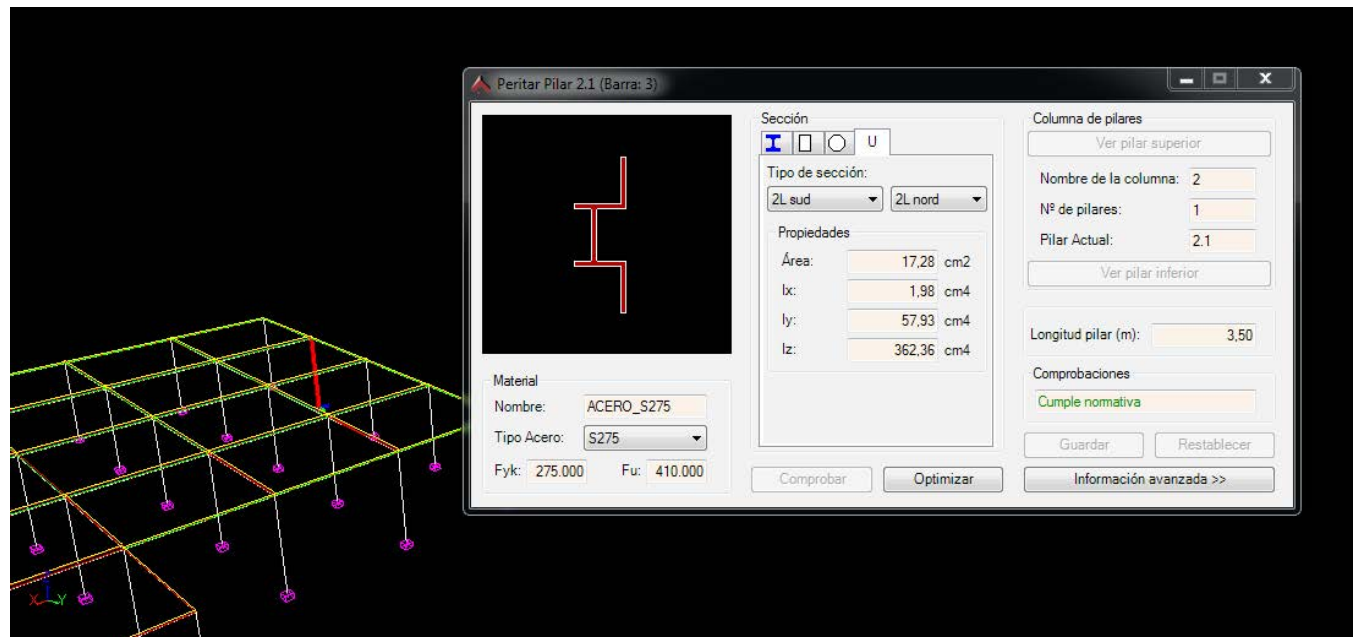 Peritar Pilar 2.1 (Barra: 3)
Sección
U
Tipo de sección:
2L sud 2L nord
Propiedades
Área: 17,28 cm2
Ix: 1,98 cm4
Iy: 57,93 cm4
Iz: 362,36 cm4
Columna de pilares
Ver pilar superior
Nombre de la columna: 2
Nº de pilares: 1
Pilar Actual: 2.1
Ver pilar inferior
Longitud pilar (m): 3,50
Comprobaciones
Cumple normativa
Guardar Restablecer
Información avanzada >>
Material
Nombre: ACERO_S275
Tipo Acero: S275
Fyk: 275.000 Fu: 410.000
Comprobar Optimizar
X Y